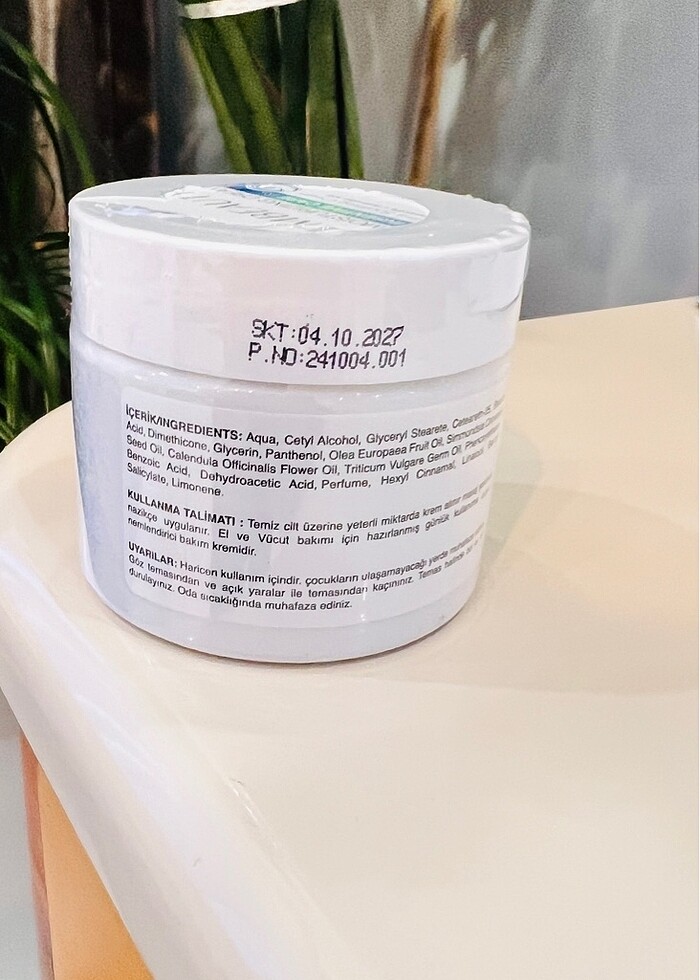 SKT:04.10.2027
P.NO:241004.001
İÇERİK/INGREDIENTS: Aqua, Cetyl Alcohol, Glyceryl Stearete,
Acid, Dimethicone, Glycerin, Panthenol, Olea Europaea Fruit Oil,
Seed Oil, Calendula Officinalis Flower Oil, Triticum Vulgare Germ Oil,
Benzoic Acid, Dehydroacetic Acid, Perfume, Hexyl Cinnamal,
Salicylate, Limonene.
KULLANMA TALİMATI : Temiz cilt üzerine yeterli miktarda krem
nazikçe uygulanır. El ve Vücut bakımı için hazırlanmış günlük
nemlendirici bakım kremidir.
UYARILAR: Haricen kullanım içindir. çocukların ulaşamayacağı yerde
Göz temasından ve açık yaralar ile temasından kaçınınız. Temas
durulayınız. Oda sıcaklığında muhafaza ediniz.